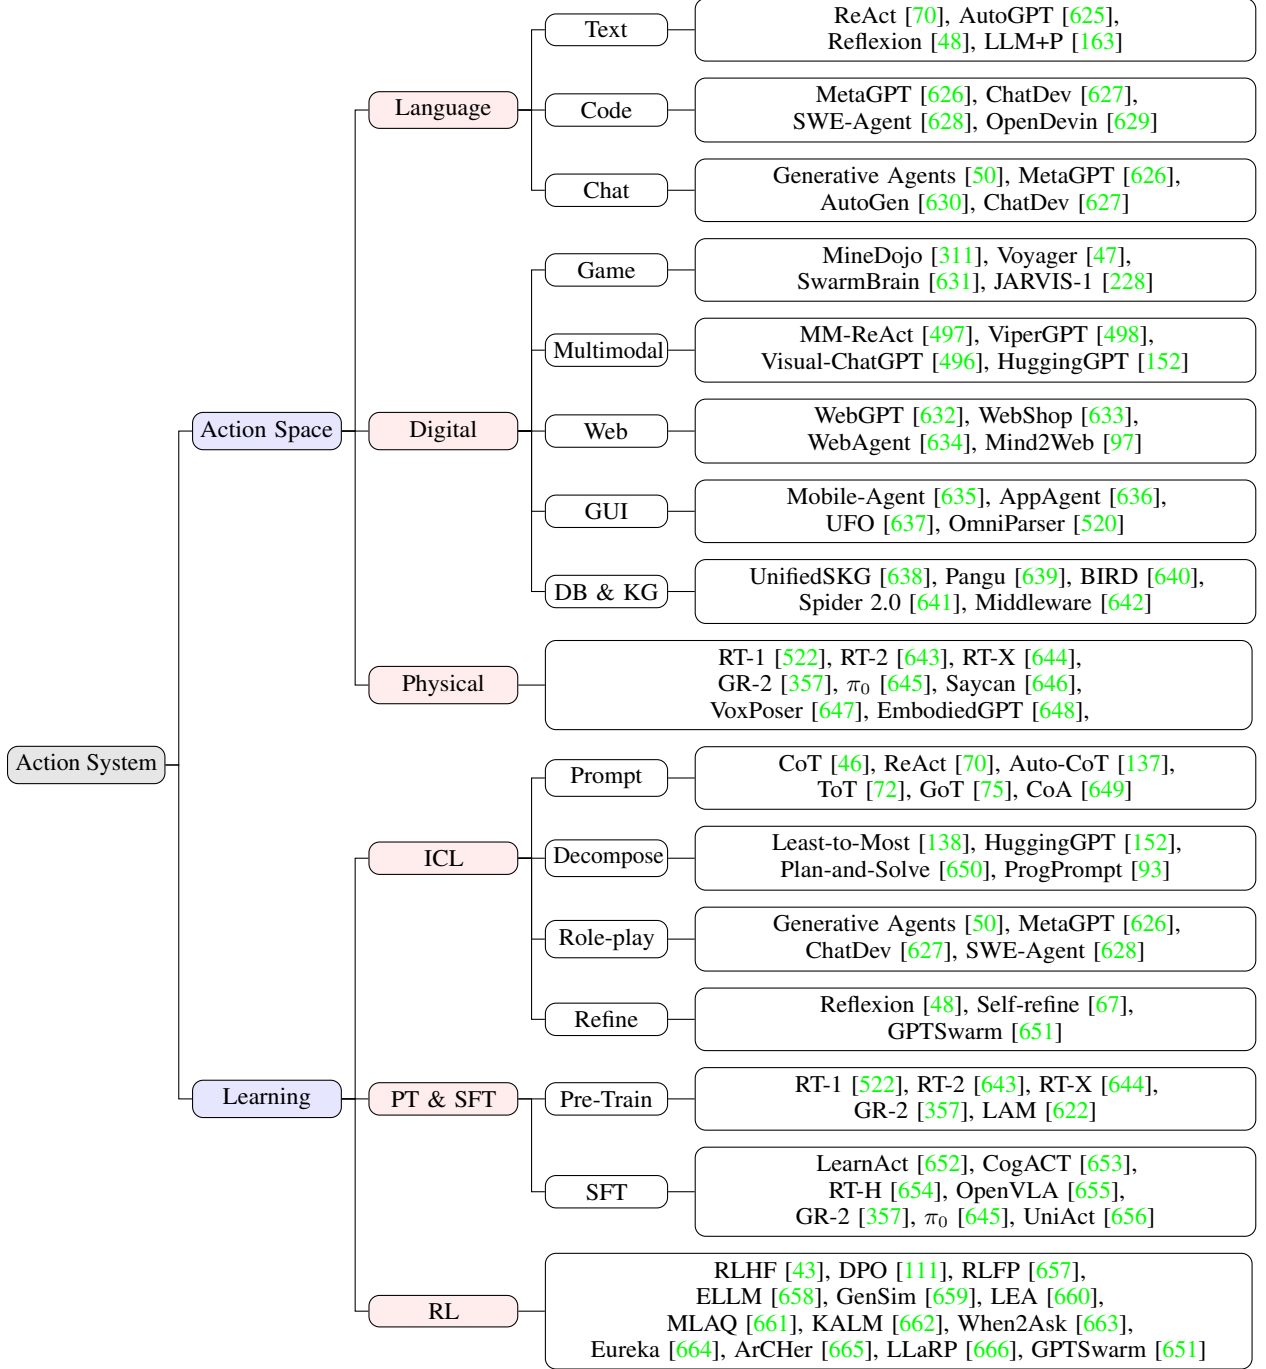 Text
ReAct [70], AutoGPT [625],
Reflexion [48], LLM+P [163]
Language
Code
MetaGPT [626], ChatDev [627],
SWE-Agent [628], OpenDevin [629]
Chat
Generative Agents [50], MetaGPT [626],
AutoGen [630], ChatDev [627]
Game
MineDojo [311], Voyager [47],
SwarmBrain [631], JARVIS-1 [228]
Multimodal
MM-ReAct [497], ViperGPT [498],
Visual-ChatGPT [496], HuggingGPT [152]
Action Space
Digital
Web
WebGPT [632], WebShop [633],
WebAgent [634], Mind2Web [97]
GUI
Mobile-Agent [635], AppAgent [636],
UFO [637], OmniParser [520]
DB & KG
UnifiedSKG [638], Pangu [639], BIRD [640],
Spider 2.0 [641], Middleware [642]
Physical
RT-1 [522], RT-2 [643], RT-X [644],
GR-2 [357], π0 [645], Saycan [646],
VoxPoser [647], EmbodiedGPT [648],
Action System
Prompt
CoT [46], ReAct [70], Auto-CoT [137],
ToT [72], GoT [75], CoA [649]
ICL
Decompose
Least-to-Most [138], HuggingGPT [152],
Plan-and-Solve [650], ProgPrompt [93]
Role-play
Generative Agents [50], MetaGPT [626],
ChatDev [627], SWE-Agent [628]
Refine
Reflexion [48], Self-refine [67],
GPTSwarm [651]
Learning
PT & SFT
Pre-Train
RT-1 [522], RT-2 [643], RT-X [644],
GR-2 [357], LAM [622]
SFT
LearnAct [652], CogACT [653],
RT-H [654], OpenVLA [655],
GR-2 [357], π0 [645], UniAct [656]
RL
RLHF [43], DPO [111], RLFP [657],
ELLM [658], GenSim [659], LEA [660],
MLAQ [661], KALM [662], When2Ask [663],
Eureka [664], ArCHer [665], LLaRP [666], GPTSwarm [651]